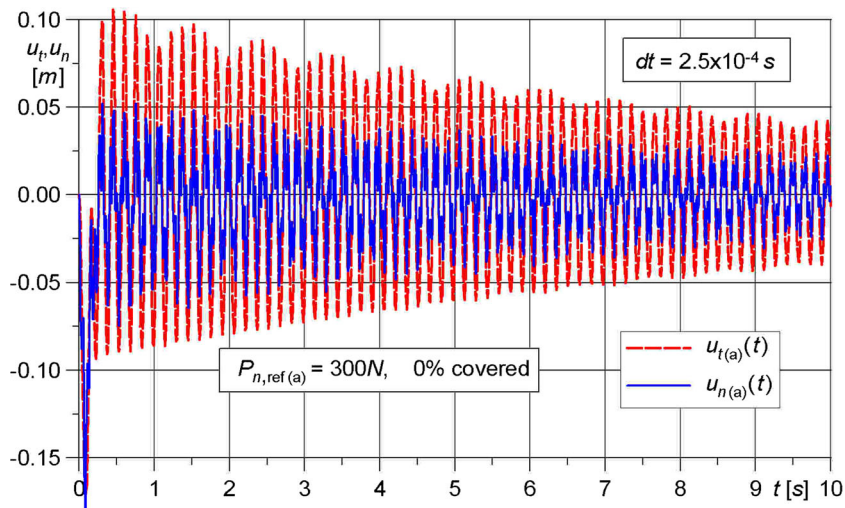 0.10
u_t,u_n
[m]
dt = 2.5x10⁻⁴ s
0.05
0.00
-0.05
u_t(a)(t)
P_n,ref(a) = 300N, 0% covered
u_n(a)(t)
-0.10
-0.15
0 1 2 3 4 5 6 7 8 9 t [s] 10